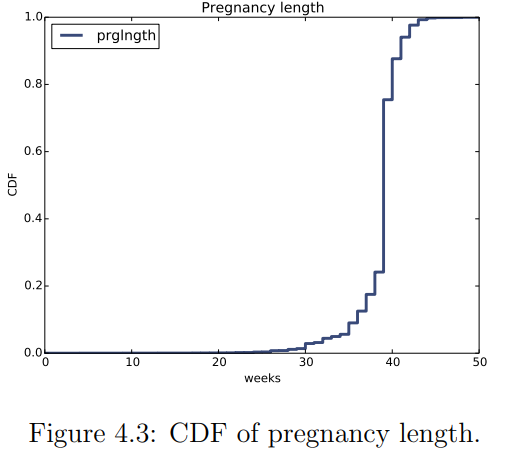 Pregnancy length
1.0
prglngth
0.8
0.6
CDF
0.4
0.2
0.0
0 10 20 30 40 50
weeks
Figure 4.3: CDF of pregnancy length.